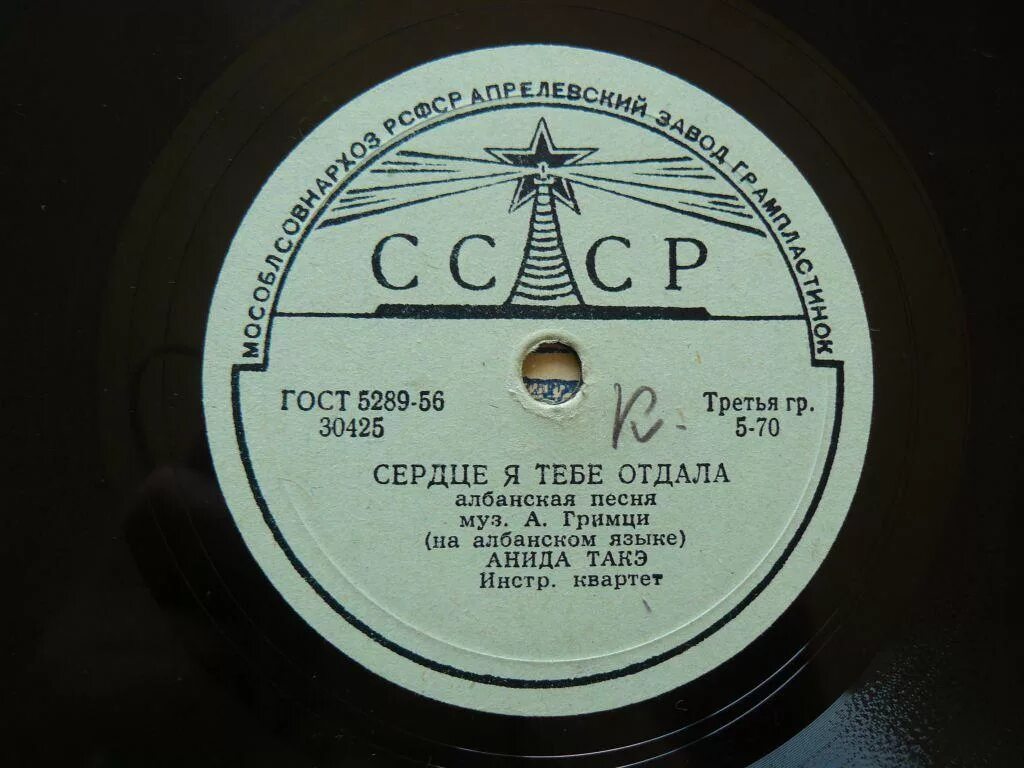 МОСОБЛСОВНАРХОЗ РСФСР АПРЕЛЕВСКИЙ ЗАВОД ГРАМПЛАСТИНОК
СССР
ГОСТ 5289-56
30425
К.
Третья гр.
5-70
СЕРДЦЕ Я ТЕБЕ ОТДАЛА
албанская песня
муз. А. Гримци
(на албанском языке)
АНИДА ТАКЭ
Инстр. квартет